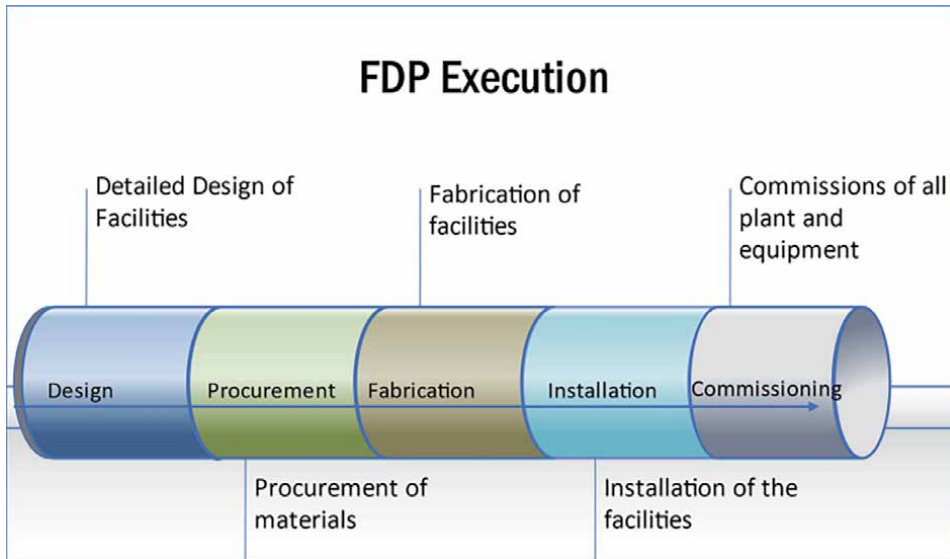 FDP Execution
Detailed Design of
Facilities
Fabrication of
facilities
Commissions of all
plant and
equipment
Design
Procurement
Fabrication
Installation
Commissioning
Procurement of
materials
Installation of the
facilities